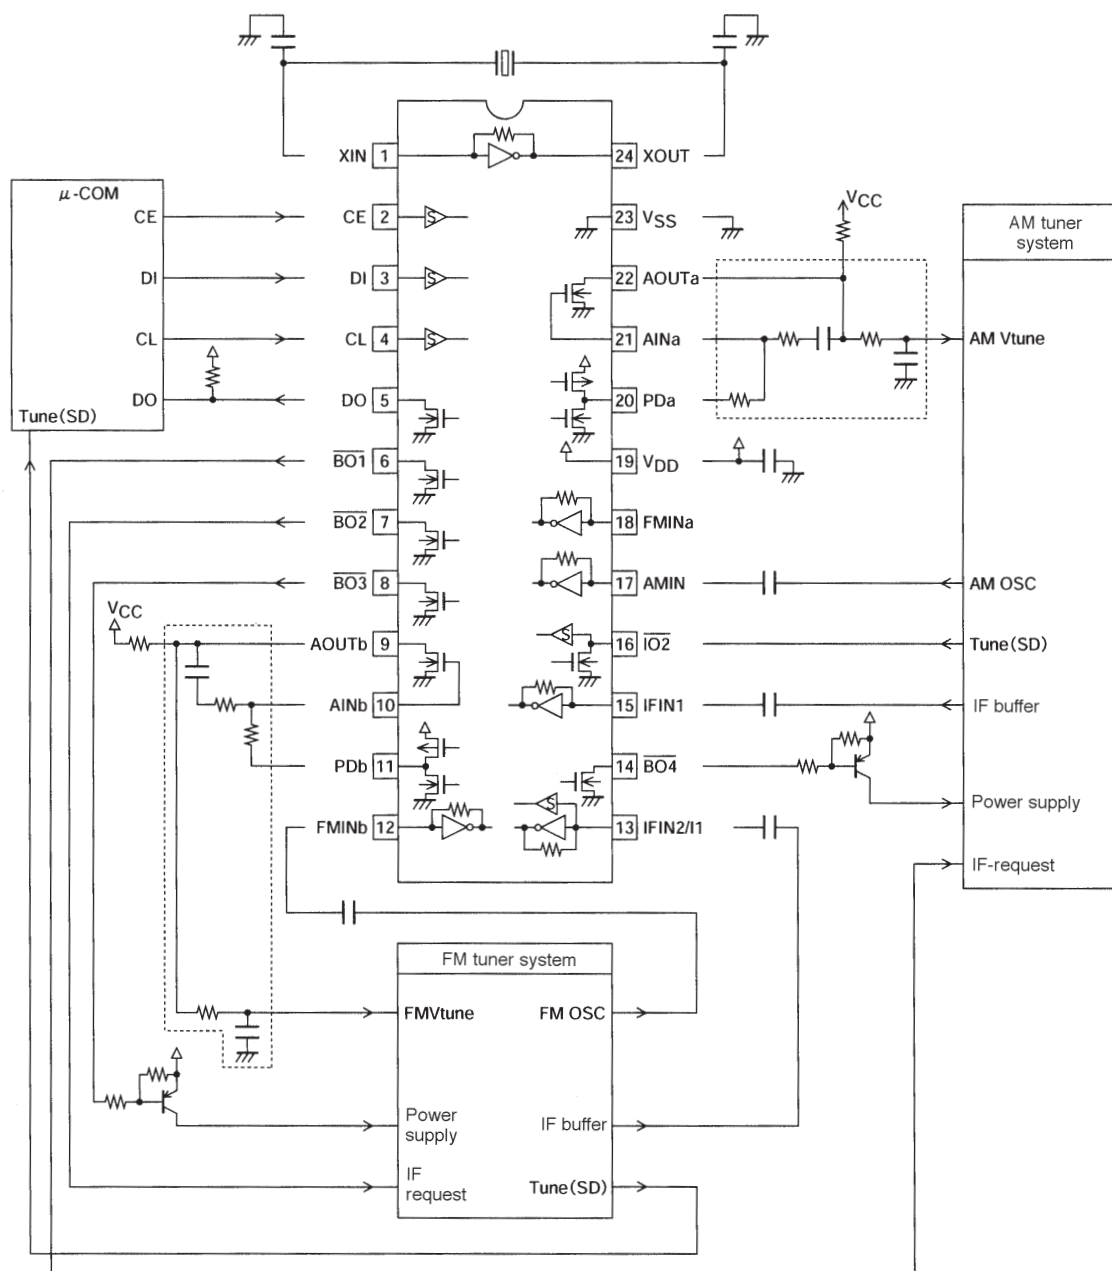 XIN 1
24 XOUT
μ-COM
CE
DI
CL
DO
Tune(SD)
CE 2
DI 3
CL 4
DO 5
BO1 6
BO2 7
BO3 8
AOUTb 9
AINb 10
PDb 11
FMINb 12
S
S
S
23 VSS
22 AOUTa
21 AINa
20 PDa
19 VDD
18 FMINa
17 AMIN
S
16 IO2
15 IFIN1
14 BO4
S
13 IFIN2/I1
VCC
VCC
AM tuner
system
AM Vtune
AM OSC
Tune(SD)
IF buffer
Power supply
IF-request
FM tuner system
FMVtune
FM OSC
Power
supply
IF buffer
IF
request
Tune(SD)